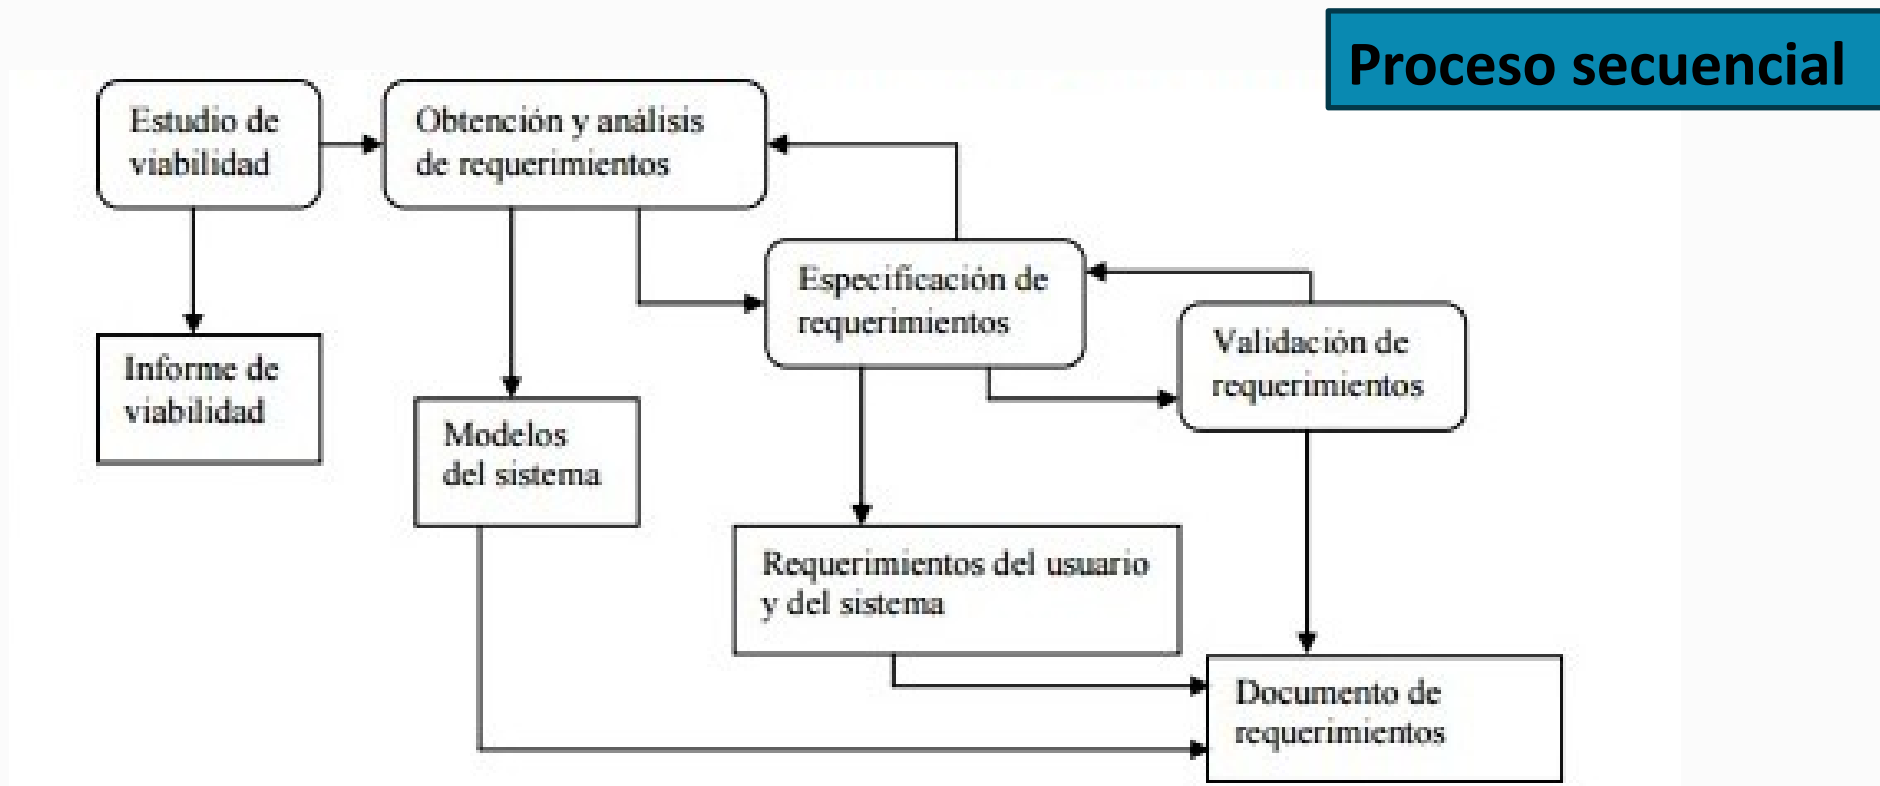 Proceso secuencial
Estudio de
viabilidad
Obtención y análisis
de requerimientos
Especificación de
requerimientos
Validación de
requerimientos
Informe de
viabilidad
Modelos
del sistema
Requerimientos del usuario
y del sistema
Documento de
requerimientos